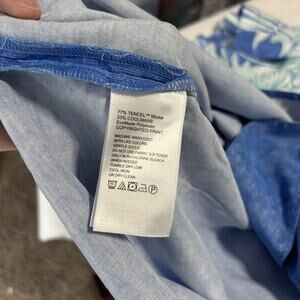 77% TENCEL™ Modal
23% COOLMAX®
EcoMade Polyester
COPYRIGHTED PRINT
MACHINE WASH COLD
WITH LIKE COLORS
GENTLE CYCLE
DO NOT USE FABRIC SOFTENER
ONLY NON CHLORINE BLEACH
WHEN NEEDED
TUMBLE DRY LOW
COOL IRON
OR DRY CLEAN